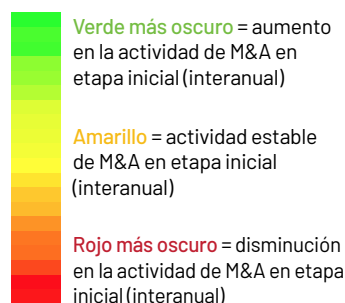 Verde más oscuro = aumento
en la actividad de M&A en
etapa inicial (interanual)
Amarillo = actividad estable
de M&A en etapa inicial
(interanual)
Rojo más oscuro = disminución
en la actividad de M&A en etapa
inicial (interanual)